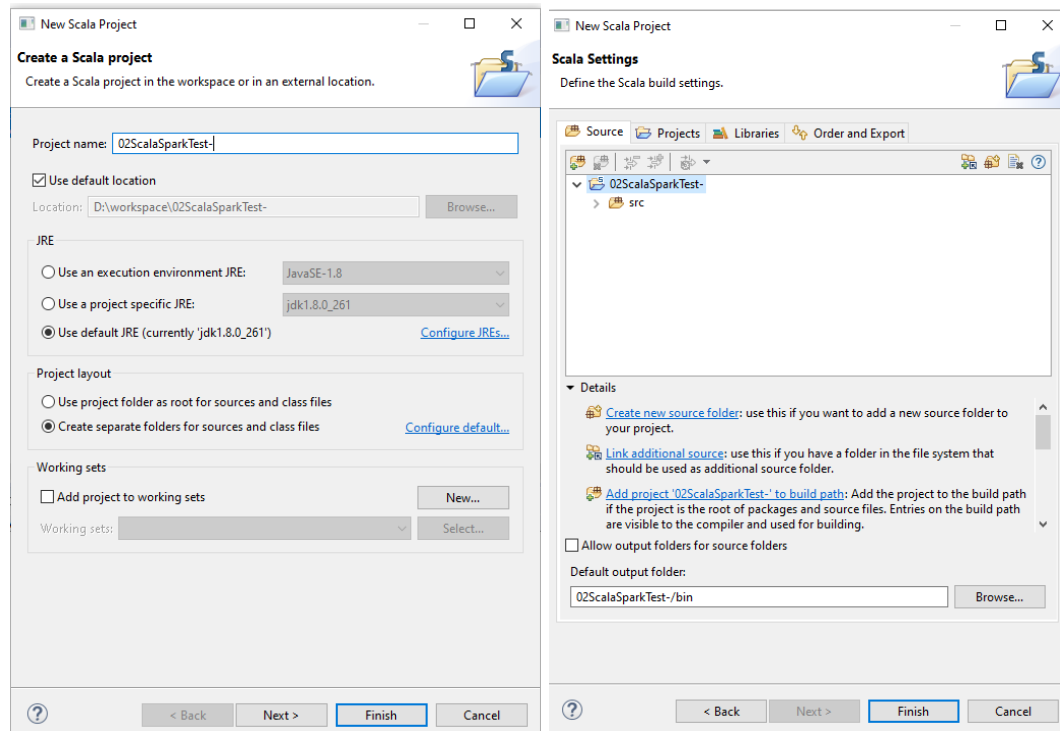 New Scala Project
Create a Scala project
Create a Scala project in the workspace or in an external location.
Project name: 02ScalaSparkTest-
Use default location
Location: D:\workspace\02ScalaSparkTest- Browse...
JRE
Use an execution environment JRE: JavaSE-1.8
Use a project specific JRE: jdk1.8.0_261
Use default JRE (currently 'jdk1.8.0_261') Configure JREs...
Project layout
Use project folder as root for sources and class files
Create separate folders for sources and class files Configure default...
Working sets
Add project to working sets New...
Working sets: Select...
? < Back Next > Finish Cancel
New Scala Project
Scala Settings
Define the Scala build settings.
Source Projects Libraries Order and Export
02ScalaSparkTest-
src
Details
Create new source folder: use this if you want to add a new source folder to
your project.
Link additional source: use this if you have a folder in the file system that
should be used as additional source folder.
Add project '02ScalaSparkTest-' to build path: Add the project to the build path
if the project is the root of packages and source files. Entries on the build path
are visible to the compiler and used for building.
Allow output folders for source folders
Default output folder:
02ScalaSparkTest-/bin Browse...
? < Back Next > Finish Cancel